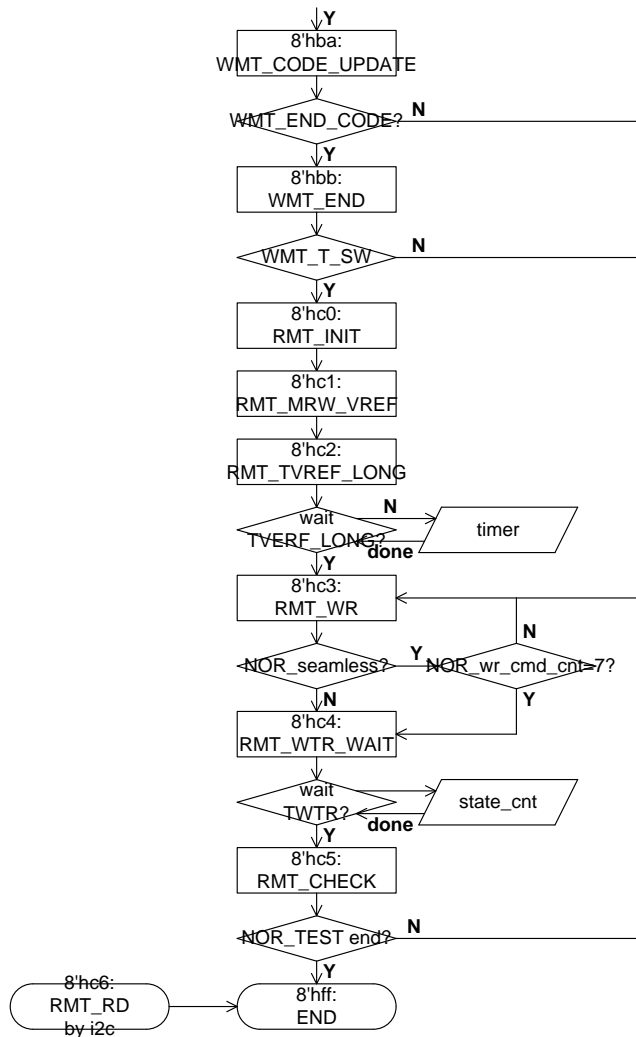 Y
8'hba:
WMT_CODE_UPDATE
WMT_END_CODE?
N
Y
8'hbb:
WMT_END
WMT_T_SW
N
Y
8'hc0:
RMT_INIT
8'hc1:
RMT_MRW_VREF
8'hc2:
RMT_TVREF_LONG
wait
TVERF_LONG?
N
timer
done
Y
8'hc3:
RMT_WR
N
NOR_seamless?
Y
NOR_wr_cmd_cnt=7?
N
Y
8'hc4:
RMT_WTR_WAIT
wait
TWTR?
state_cnt
done
Y
8'hc5:
RMT_CHECK
NOR_TEST end?
N
Y
8'hc6:
RMT_RD
by i2c
8'hff:
END